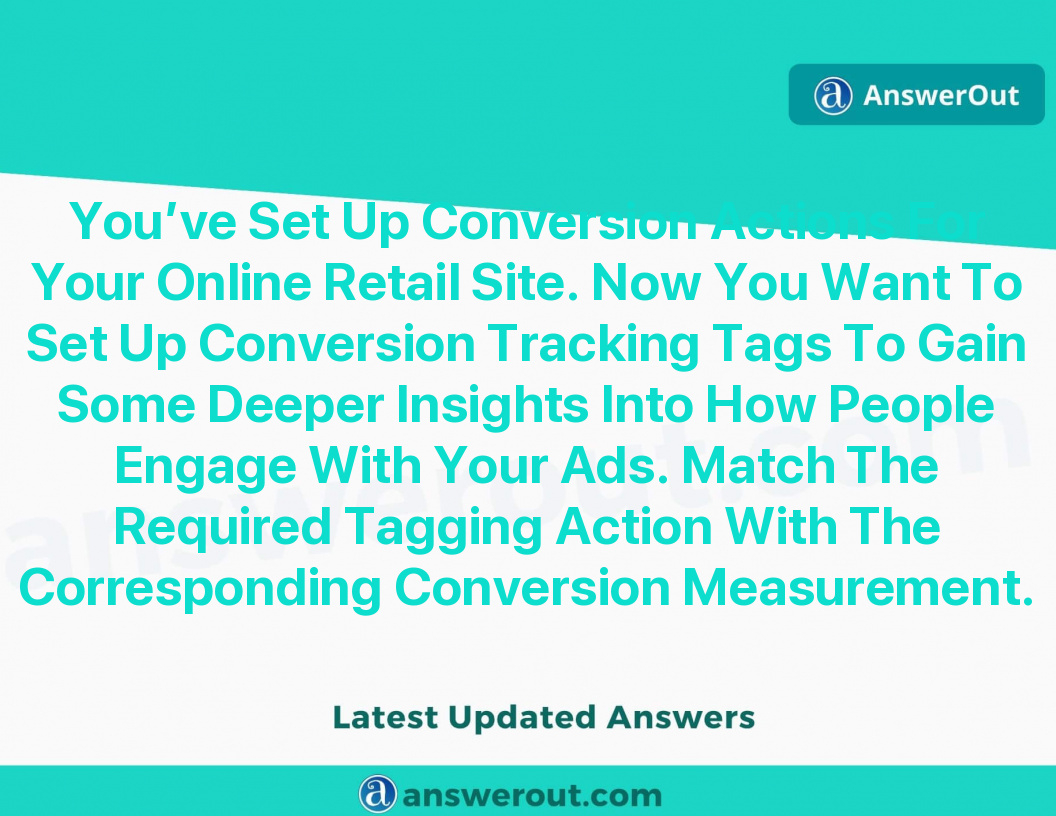 AnswerOut
You’ve Set Up Conversion Actions For
Your Online Retail Site. Now You Want To
Set Up Conversion Tracking Tags To Gain
Some Deeper Insights Into How People
Engage With Your Ads. Match The
Required Tagging Action With The
Corresponding Conversion Measurement.
answerout.com
Latest Updated Answers
answerout.com